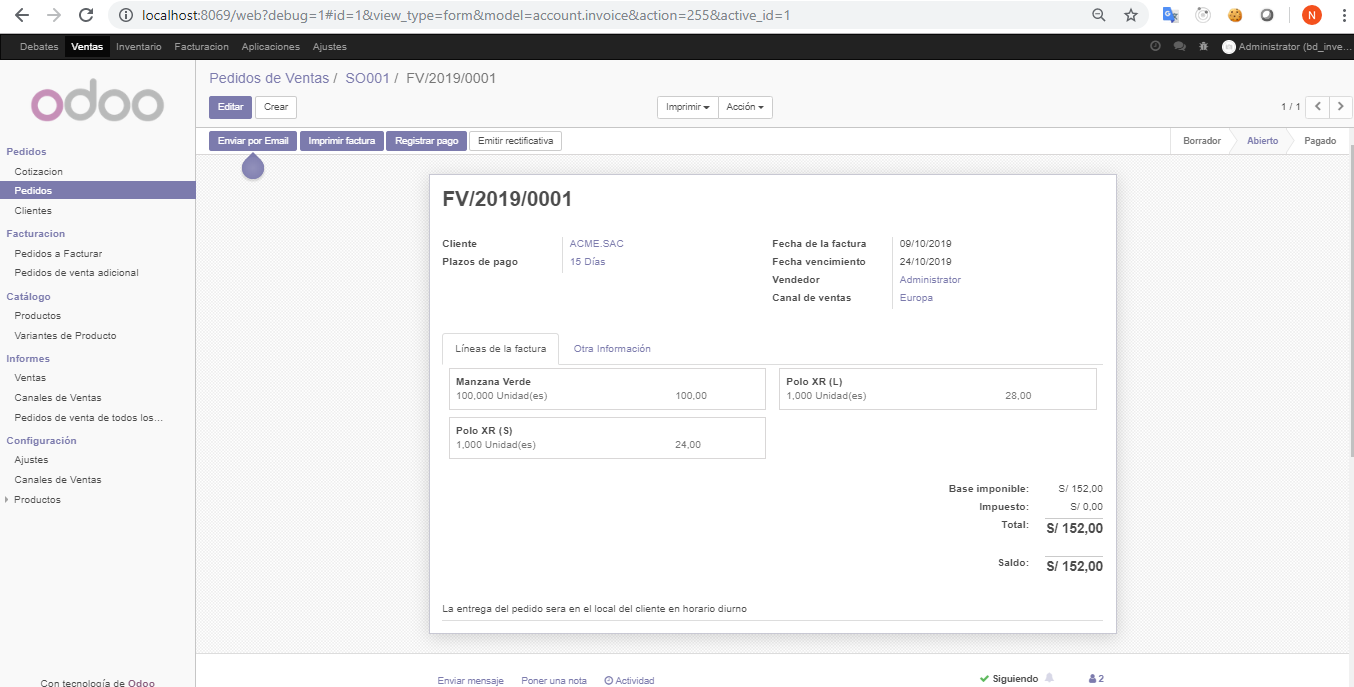 localhost:8069/web?debug=1#id=1&view_type=form&model=account.invoice&action=255&active_id=1
N
Debates Ventas Inventario Facturacion Aplicaciones Ajustes
Administrator (bd_inve...
odoo
Pedidos
Cotizacion
Pedidos
Clientes
Facturacion
Pedidos a Facturar
Pedidos de venta adicional
Catálogo
Productos
Variantes de Producto
Informes
Ventas
Canales de Ventas
Pedidos de venta de todos los...
Configuración
Ajustes
Canales de Ventas
Productos
Con tecnología de Odoo
Pedidos de Ventas / SO001 / FV/2019/0001
Editar Crear
Imprimir Acción
1 / 1
Enviar por Email Imprimir factura Registrar pago Emitir rectificativa
Borrador Abierto Pagado
FV/2019/0001
Cliente ACME.SAC
Plazos de pago 15 Días
Fecha de la factura 09/10/2019
Fecha vencimiento 24/10/2019
Vendedor Administrator
Canal de ventas Europa
Líneas de la factura Otra Información
Manzana Verde
100,000 Unidad(es) 100,00
Polo XR (L)
1,000 Unidad(es) 28,00
Polo XR (S)
1,000 Unidad(es) 24,00
Base imponible: S/ 152,00
Impuesto: S/ 0,00
Total: S/ 152,00
Saldo: S/ 152,00
La entrega del pedido sera en el local del cliente en horario diurno
Enviar mensaje Poner una nota Actividad
Siguiendo 2